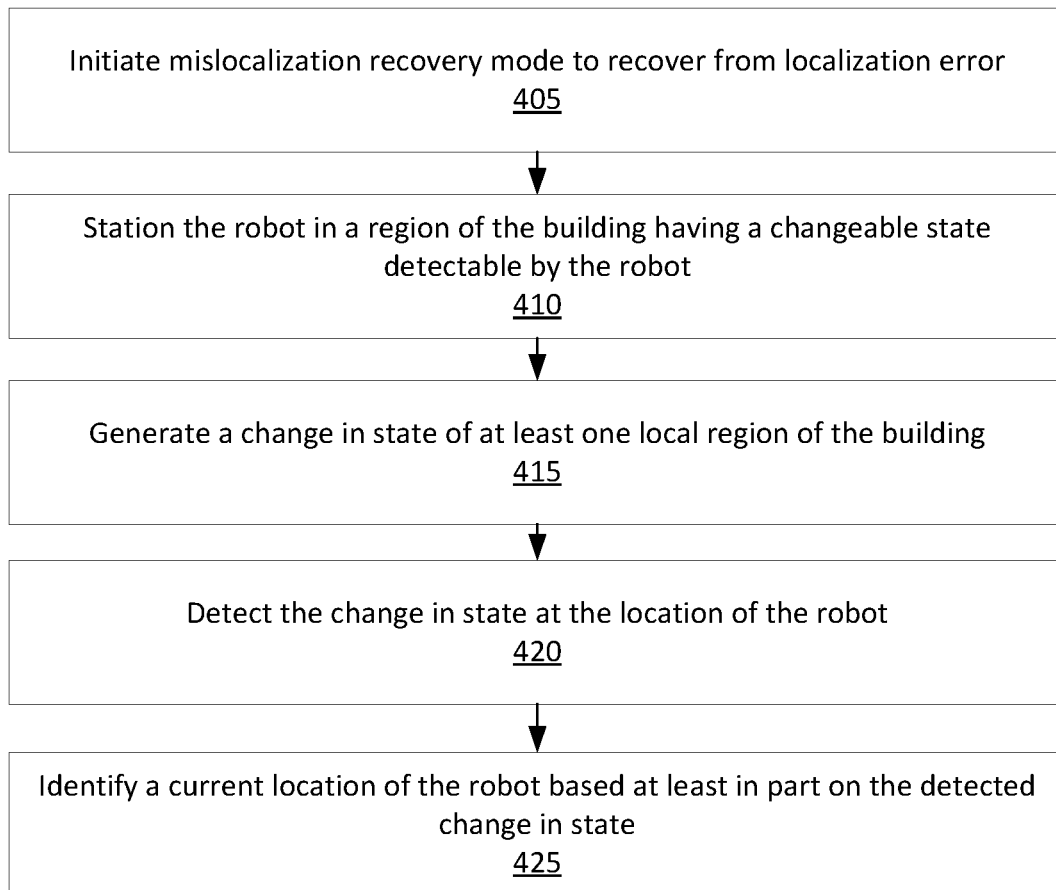 Initiate mislocalization recovery mode to recover from localization error
405
Station the robot in a region of the building having a changeable state
detectable by the robot
410
Generate a change in state of at least one local region of the building
415
Detect the change in state at the location of the robot
420
Identify a current location of the robot based at least in part on the detected
change in state
425